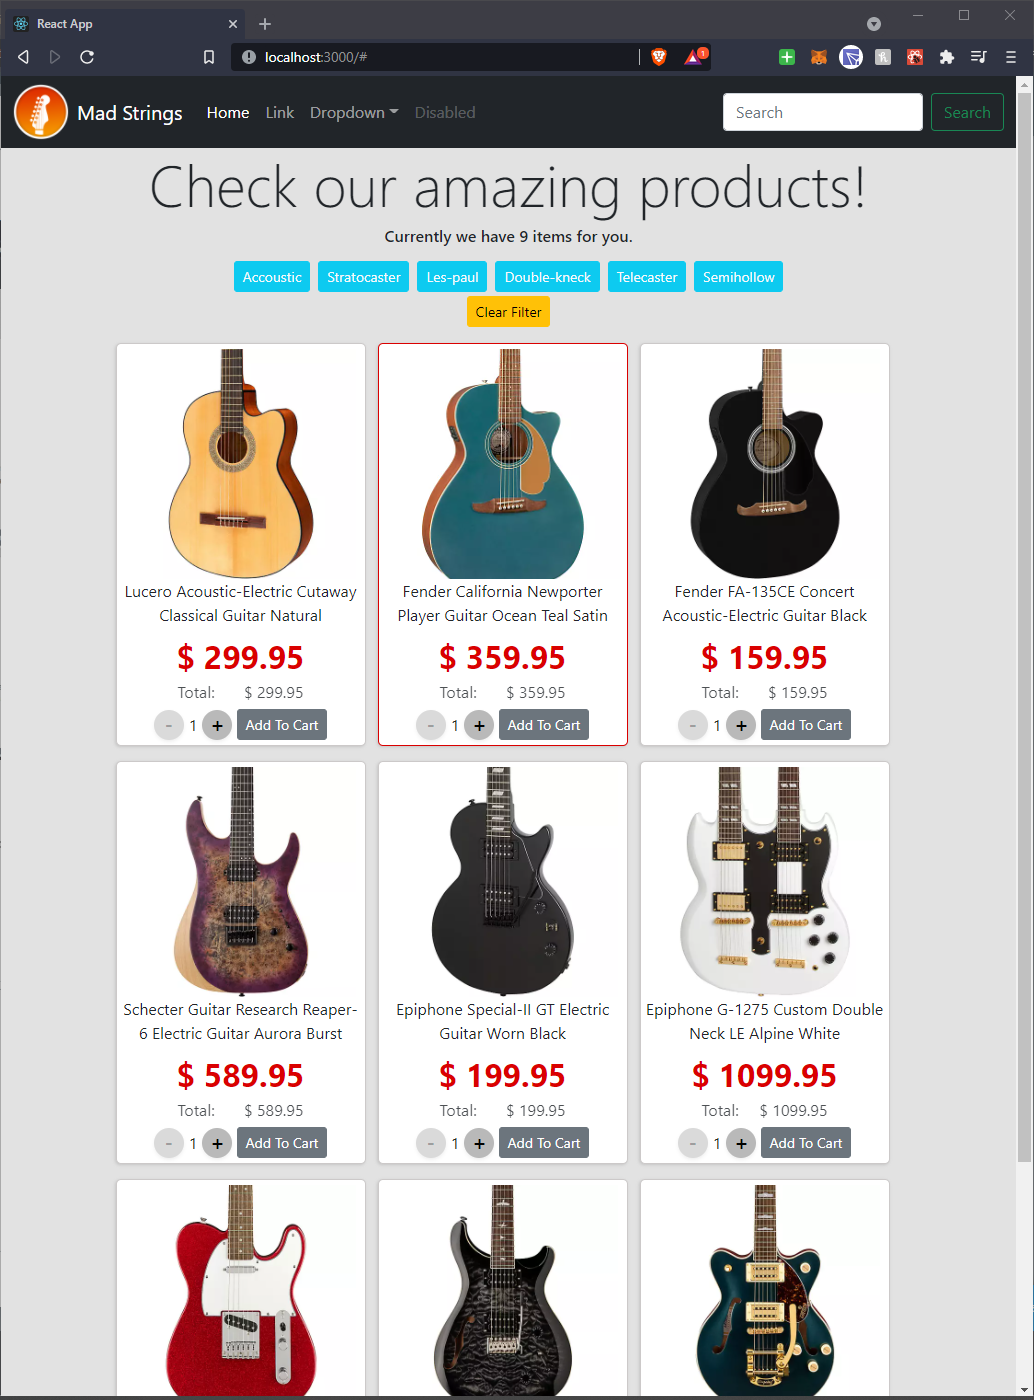 React App
localhost:3000/#
1
Mad Strings
Home Link Dropdown Disabled
Search
Search
Check our amazing products!
Currently we have 9 items for you.
Accoustic Stratocaster Les-paul Double-kneck Telecaster Semihollow
Clear Filter
Lucero Acoustic-Electric Cutaway
Classical Guitar Natural
$ 299.95
Total: $ 299.95
- 1 + Add To Cart
Fender California Newporter
Player Guitar Ocean Teal Satin
$ 359.95
Total: $ 359.95
- 1 + Add To Cart
Fender FA-135CE Concert
Acoustic-Electric Guitar Black
$ 159.95
Total: $ 159.95
- 1 + Add To Cart
Schecter Guitar Research Reaper-
6 Electric Guitar Aurora Burst
$ 589.95
Total: $ 589.95
- 1 + Add To Cart
Epiphone Special-II GT Electric
Guitar Worn Black
$ 199.95
Total: $ 199.95
- 1 + Add To Cart
Epiphone G-1275 Custom Double
Neck LE Alpine White
$ 1099.95
Total: $ 1099.95
- 1 + Add To Cart